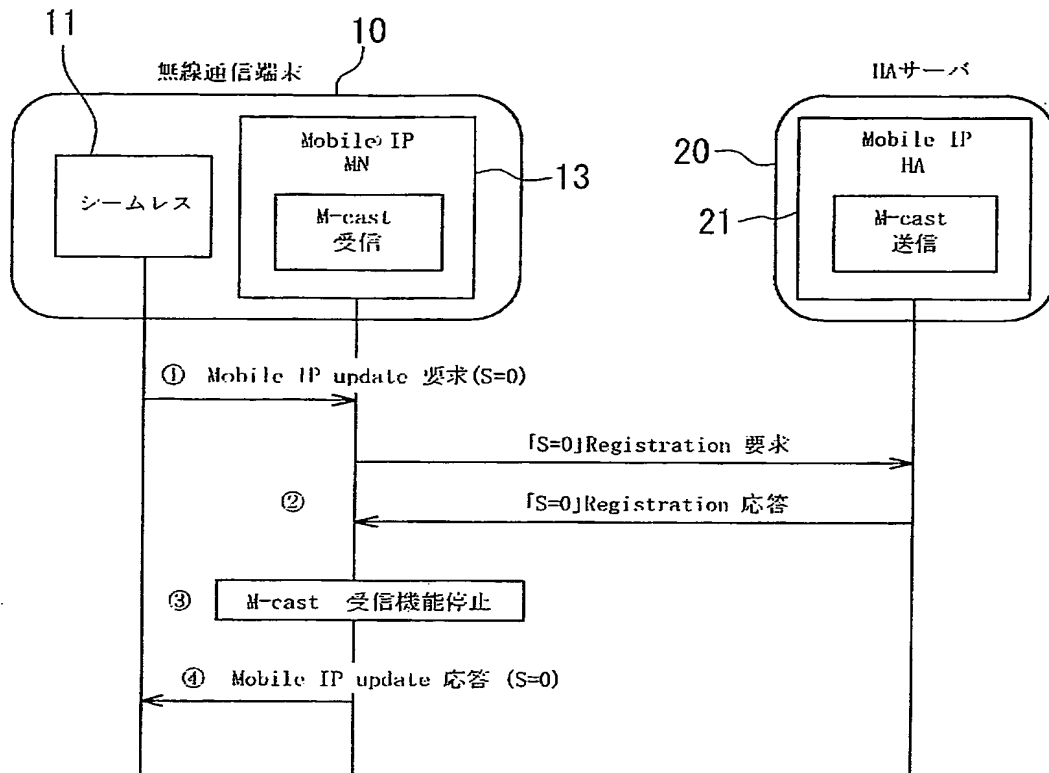 11
10
無線通信端末
HAサーバ
シームレス
Mobile IP
MN
M-cast
受信
13
20
21
Mobile IP
HA
M-cast
送信
① Mobile IP update 要求(S=0)
「S=0」Registration 要求
②
「S=0」Registration 応答
③
M-cast 受信機能停止
④ Mobile IP update 応答 (S=0)